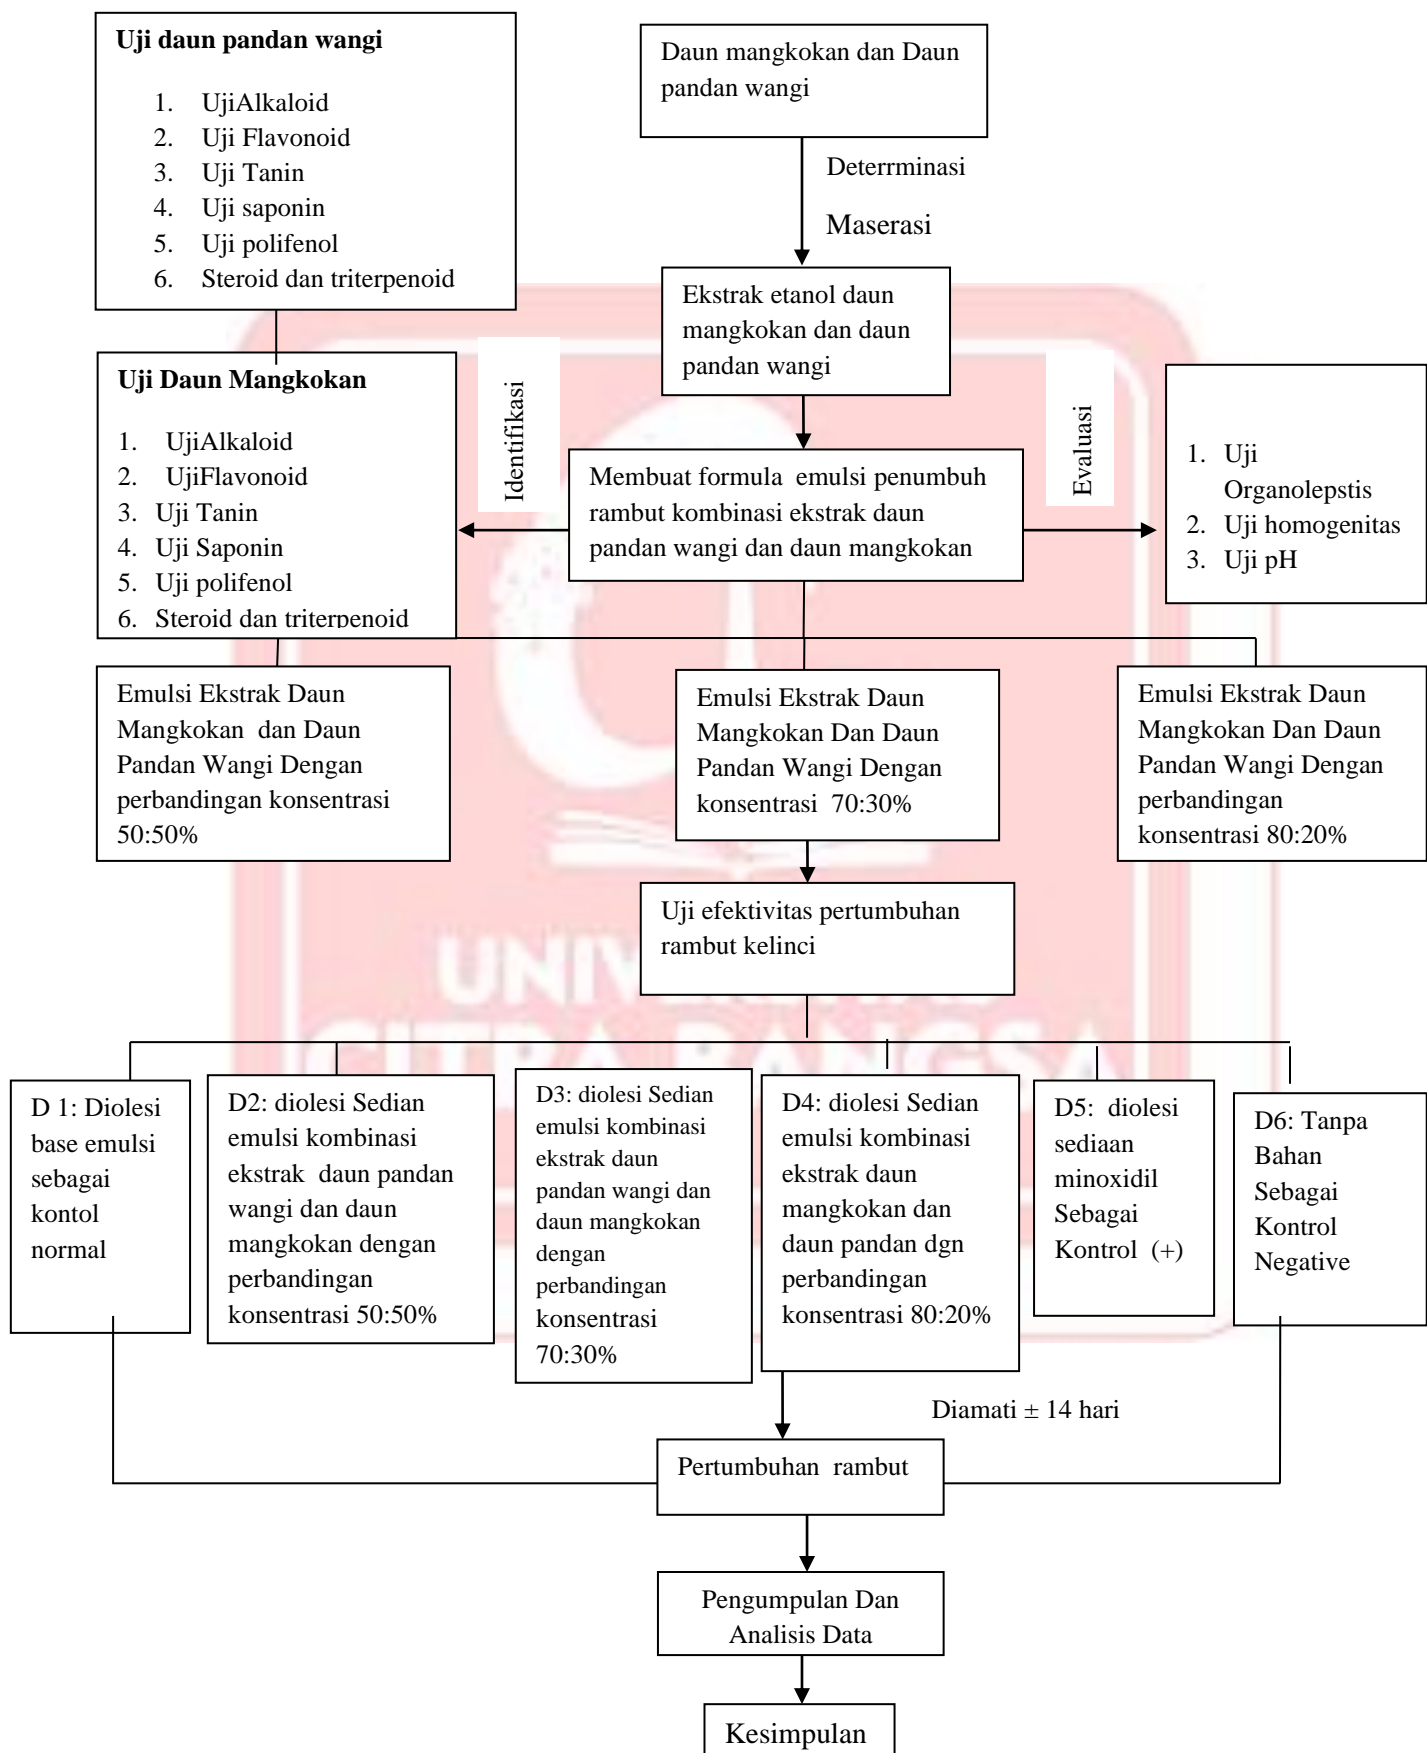 Uji daun pandan wangi
1. UjiAlkaloid
2. Uji Flavonoid
3. Uji Tanin
4. Uji saponin
5. Uji polifenol
6. Steroid dan triterpenoid
Daun mangkokan dan Daun
pandan wangi
Deterrminasi
Maserasi
Ekstrak etanol daun
mangkokan dan daun
pandan wangi
Uji Daun Mangkokan
1. UjiAlkaloid
2. UjiFlavonoid
3. Uji Tanin
4. Uji Saponin
5. Uji polifenol
6. Steroid dan triterpenoid
Identifikasi
Membuat formula emulsi penumbuh
rambut kombinasi ekstrak daun
pandan wangi dan daun mangkokan
Evaluasi
1. Uji
Organolepstis
2. Uji homogenitas
3. Uji pH
Emulsi Ekstrak Daun
Mangkokan dan Daun
Pandan Wangi Dengan
perbandingan konsentrasi
50:50%
Emulsi Ekstrak Daun
Mangkokan Dan Daun
Pandan Wangi Dengan
konsentrasi 70:30%
Emulsi Ekstrak Daun
Mangkokan Dan Daun
Pandan Wangi Dengan
perbandingan
konsentrasi 80:20%
Uji efektivitas pertumbuhan
rambut kelinci
D 1: Diolesi
base emulsi
sebagai
kontol
normal
D2: diolesi Sedian
emulsi kombinasi
ekstrak daun pandan
wangi dan daun
mangkokan dengan
perbandingan
konsentrasi 50:50%
D3: diolesi Sedian
emulsi kombinasi
ekstrak daun
pandan wangi dan
daun mangkokan
dengan
perbandingan
konsentrasi
70:30%
D4: diolesi Sedian
emulsi kombinasi
ekstrak daun
mangkokan dan
daun pandan dgn
perbandingan
konsentrasi 80:20%
D5: diolesi
sediaan
minoxidil
Sebagai
Kontrol (+)
D6: Tanpa
Bahan
Sebagai
Kontrol
Negative
Diamati ± 14 hari
Pertumbuhan rambut
Pengumpulan Dan
Analisis Data
Kesimpulan